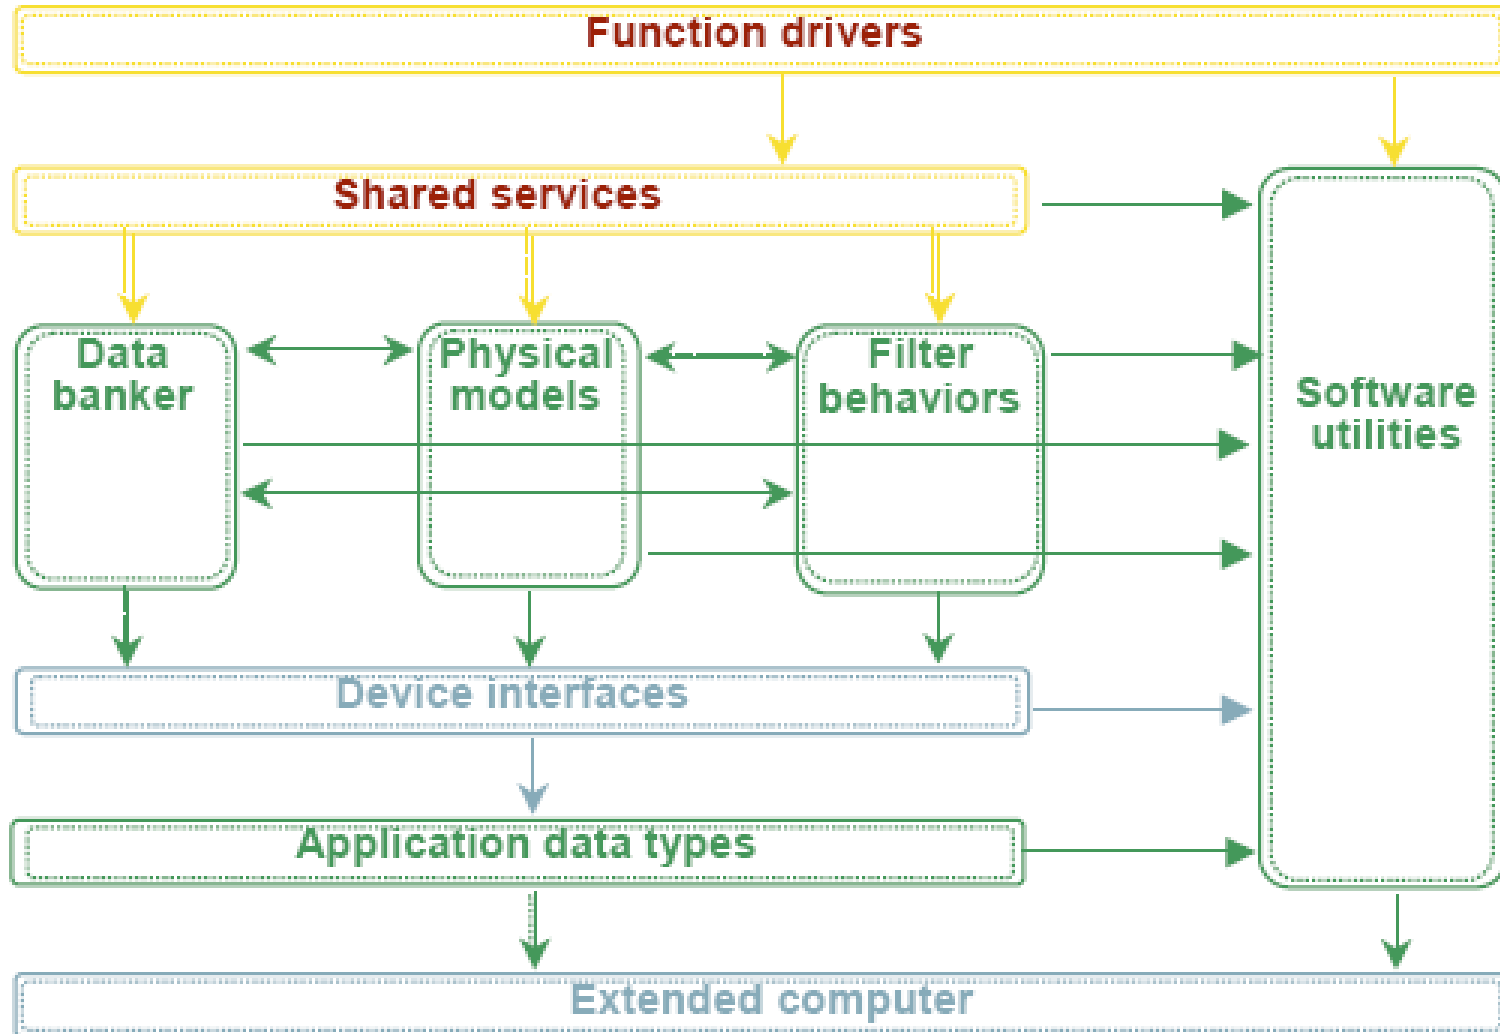 Function drivers
Shared services
Data
banker
Physical
models
Filter
behaviors
Software
utilities
Device interfaces
Application data types
Extended computer